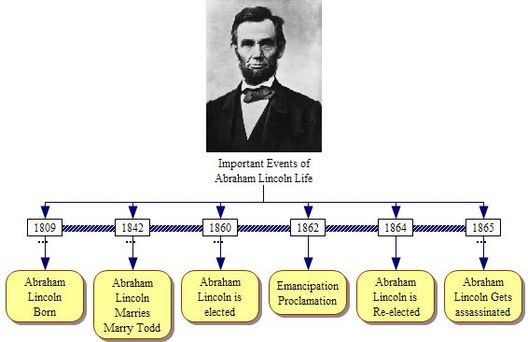 Important Events of
Abraham Lincoln Life
1809
1842
1860
1862
1864
1865
Abraham
Lincoln
Born
Abraham
Lincoln
Marries
Marry Todd
Abraham
Lincoln is
elected
Emancipation
Proclamation
Abraham
Lincoln is
Re-elected
Abraham
Lincoln Gets
assassinated